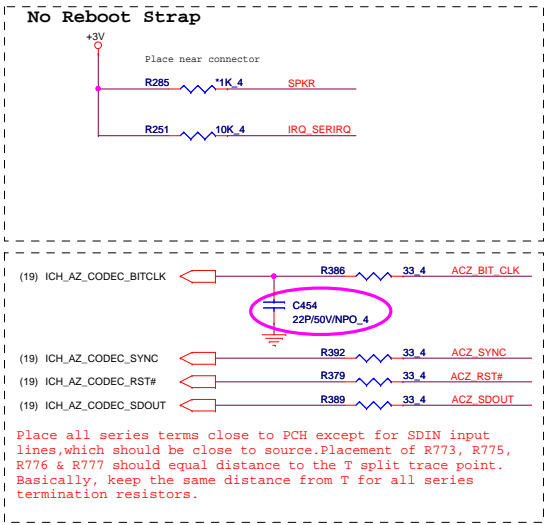 No Reboot Strap
+3V
Place near connector
R285 *1K_4 SPKR
R251 10K_4 IRQ_SERIRQ
(19) ICH_AZ_CODEC_BITCLK R386 33_4 ACZ_BIT_CLK
C454
22P/50V/NPO_4
(19) ICH_AZ_CODEC_SYNC R392 33_4 ACZ_SYNC
(19) ICH_AZ_CODEC_RST# R379 33_4 ACZ_RST#
(19) ICH_AZ_CODEC_SDOUT R389 33_4 ACZ_SDOUT
Place all series terms close to PCH except for SDIN input
lines,which should be close to source.Placement of R773, R775,
R776 & R777 should equal distance to the T split trace point.
Basically, keep the same distance from T for all series
termination resistors.